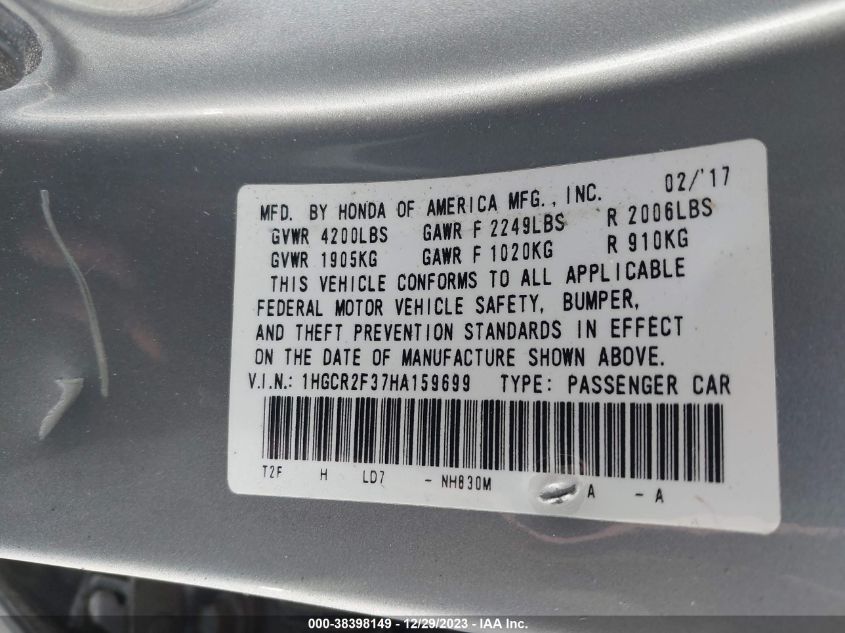 MFD. BY HONDA OF AMERICA MFG., INC. 02/'17
GVWR 4200LBS GAWR F 2249LBS R 2006LBS
GVWR 1905KG GAWR F 1020KG R 910KG
THIS VEHICLE CONFORMS TO ALL APPLICABLE
FEDERAL MOTOR VEHICLE SAFETY, BUMPER,
AND THEFT PREVENTION STANDARDS IN EFFECT
ON THE DATE OF MANUFACTURE SHOWN ABOVE.
V.I.N.: 1HGCR2F37HA159699 TYPE: PASSENGER CAR
T2F H LD7 - NH830M A - A
000-38398149 - 12/29/2023 - IAA Inc.